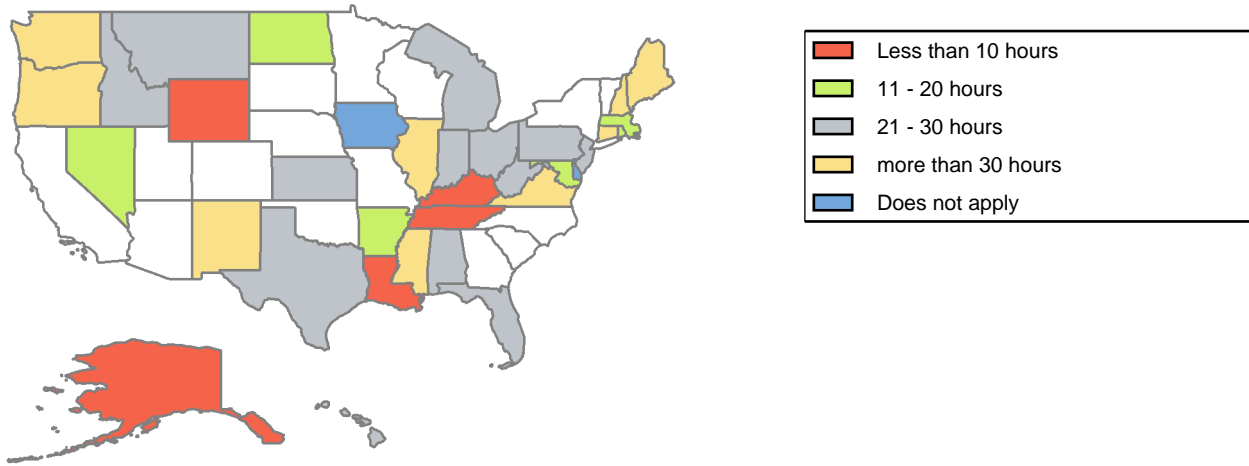 Less than 10 hours
11 - 20 hours
21 - 30 hours
more than 30 hours
Does not apply